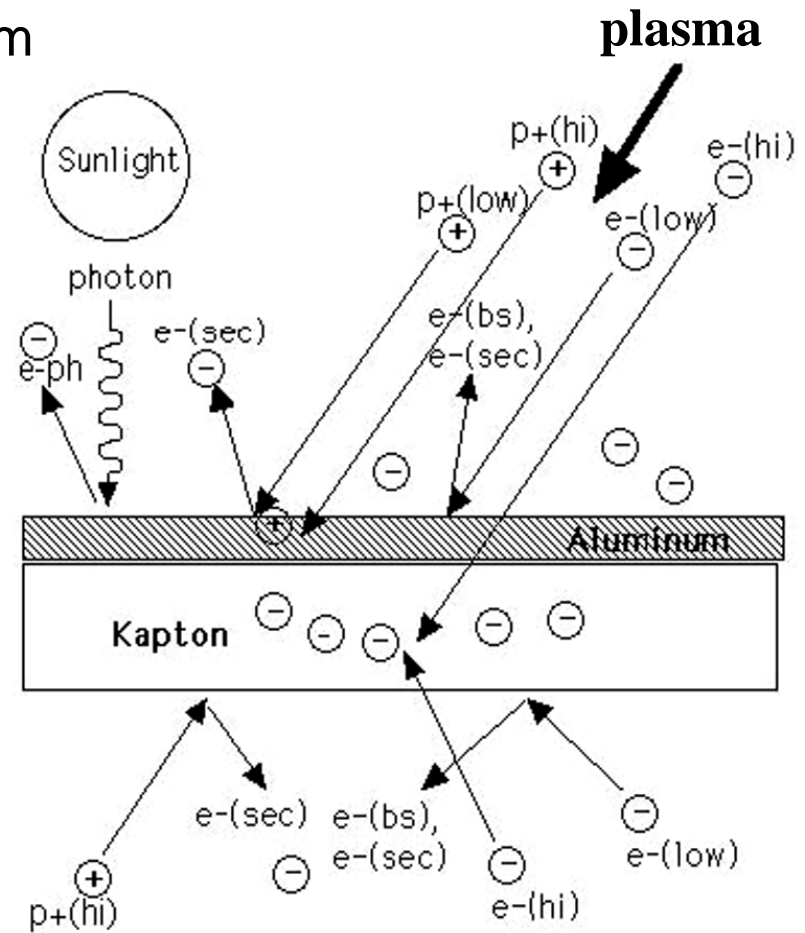 m
plasma
Sunlight
p+(hi)
+
e-(hi)
−
p+(low)
+
e-(low)
−
photon
e-(sec)
−
−
e-ph
e-(bs),
e-(sec)
−
−
−
+
Aluminum
Kapton
−
-
−
−
−
e-(sec)
e-(bs),
e-(sec)
−
−
e-(low)
+
p+(hi)
−
e-(hi)